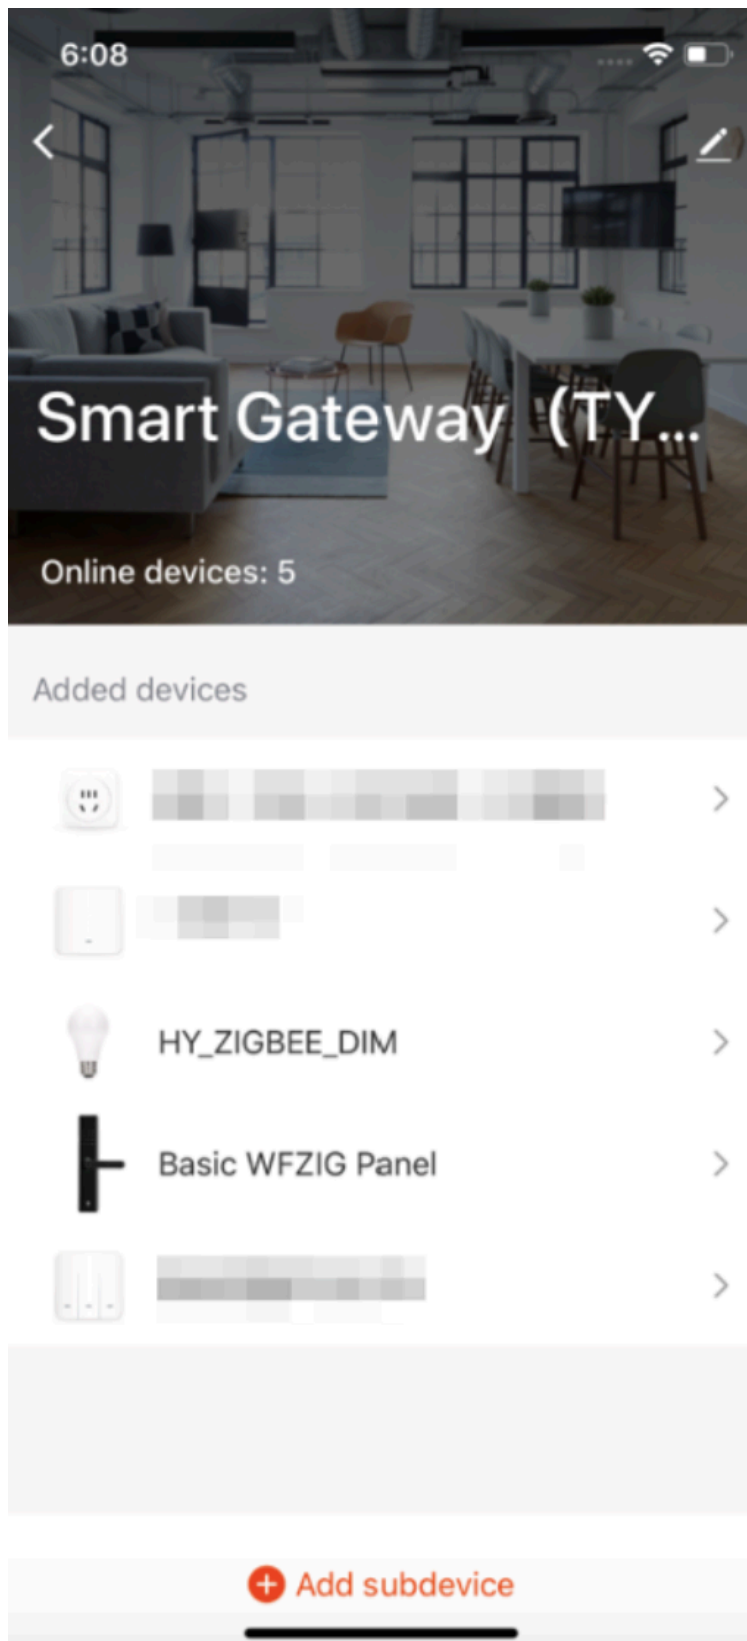 6:08
Smart Gateway（TY...
Online devices: 5
Added devices
HY_ZIGBEE_DIM
Basic WFZIG Panel
Add subdevice